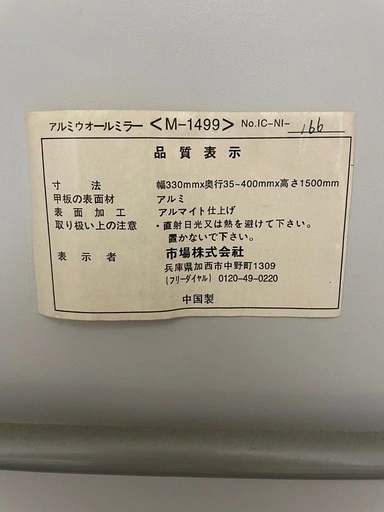 アルミウオールミラー <M-1499> No.IC-NI- 166
品質表示
寸法 幅330mmx奥行35~400mmx高さ1500mm
甲板の表面材 アルミ
表面加工 アルマイト仕上げ
取り扱い上の注意 ・直射日光又は熱を避けて下さい。
置かないで下さい。
表示者 市場株式会社
兵庫県加西市中野町1309
(フリーダイヤル) 0120-49-0220
中国製